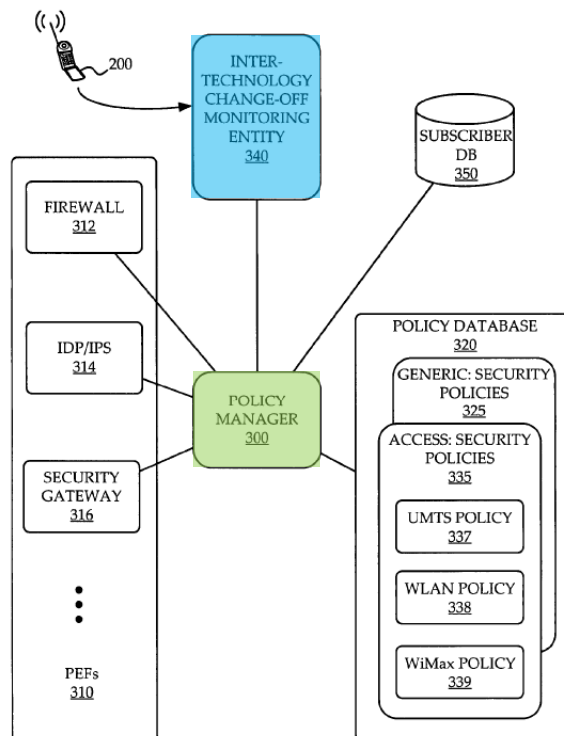 200
INTER-
TECHNOLOGY
CHANGE-OFF
MONITORING
ENTITY
340
SUBSCRIBER
DB
350
FIREWALL
312
IDP/IPS
314
SECURITY
GATEWAY
316
PEFs
310
POLICY
MANAGER
300
POLICY DATABASE
320
GENERIC: SECURITY
POLICIES
325
ACCESS: SECURITY
POLICIES
335
UMTS POLICY
337
WLAN POLICY
338
WiMax POLICY
339